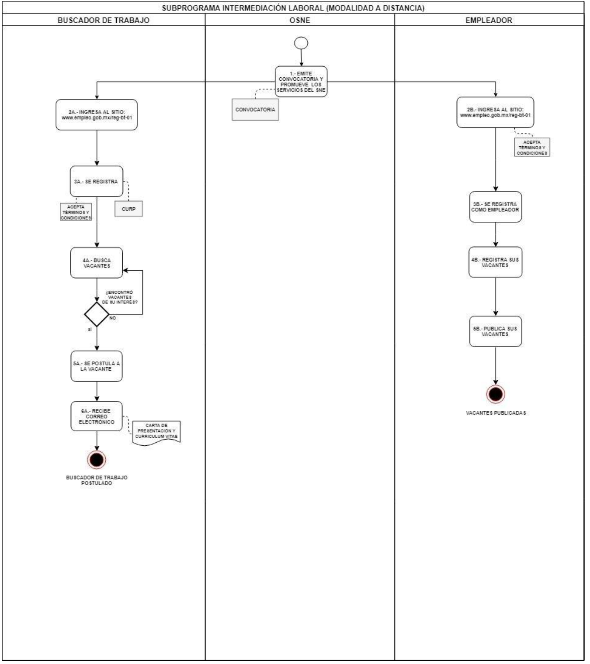 SUBPROGRAMA INTERMEDIACIÓN LABORAL (MODALIDAD A DISTANCIA)
BUSCADOR DE TRABAJO
OSNE
EMPLEADOR
1.- EMITE
CONVOCATORIA Y
PROMUEVE LOS
SERVICIOS DEL SNE
CONVOCATORIA
2A.- INGRESA AL SITIO:
www.empleo.gob.mx/reg-bt-01
3A.- SE REGISTRA
ACEPTA
TÉRMINOS Y
CONDICIONES
CURP
4A.- BUSCA
VACANTES
¿ENCONTRÓ
VACANTES
DE SU INTERÉS?
NO
SÍ
5A.- SE POSTULA A
LA VACANTE
6A.- RECIBE
CORREO
ELECTRÓNICO
CARTA DE
PRESENTACIÓN Y
CURRICULUM VITAE
BUSCADOR DE TRABAJO
POSTULADO
2B.- INGRESA AL SITIO:
www.empleo.gob.mx/reg-bt-01
ACEPTA
TÉRMINOS Y
CONDICIONES
3B.- SE REGISTRA
COMO EMPLEADOR
4B.- REGISTRA SUS
VACANTES
5B.- PUBLICA SUS
VACANTES
VACANTES PUBLICADAS